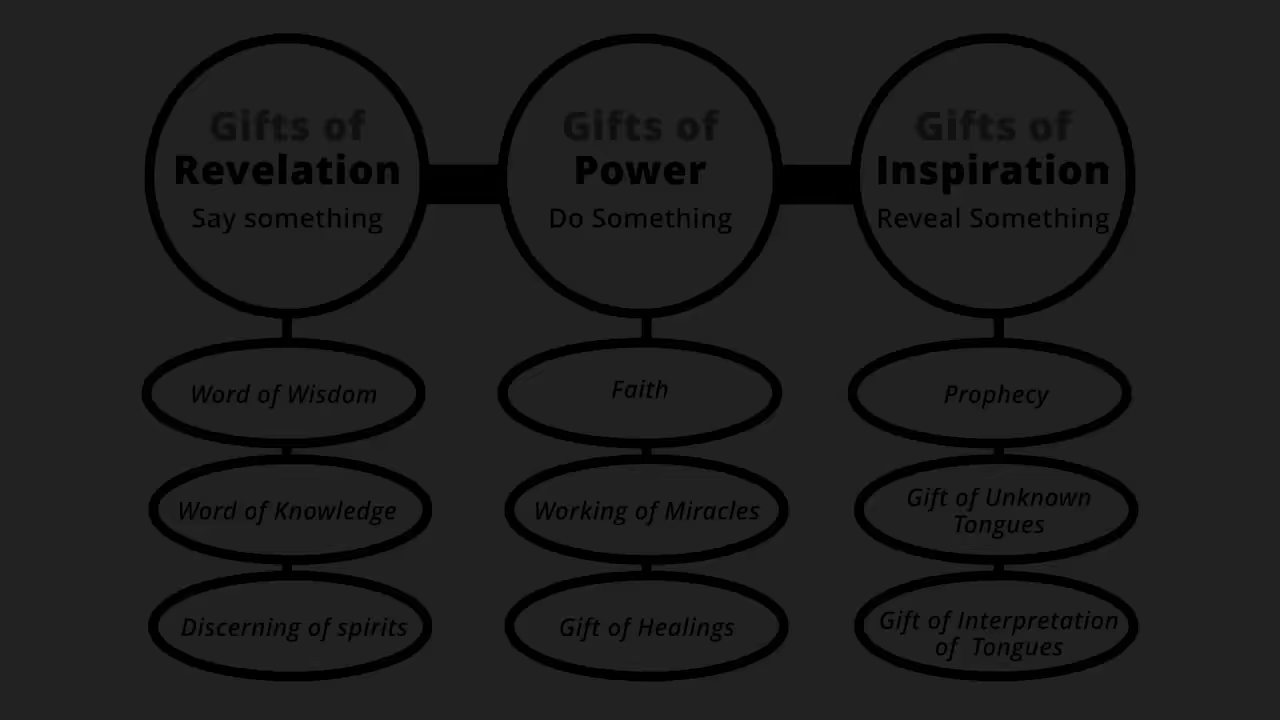 Gifts of
Revelation
Say something
Gifts of
Power
Do Something
Gifts of
Inspiration
Reveal Something
Word of Wisdom
Faith
Prophecy
Word of Knowledge
Working of Miracles
Gift of Unknown
Tongues
Discerning of spirits
Gift of Healings
Gift of Interpretation
of Tongues